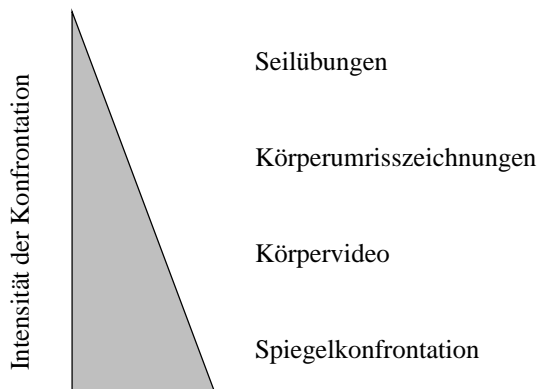 Intensität der Konfrontation
Seilübungen
Körperumrisszeichnungen
Körpervideo
Spiegelkonfrontation